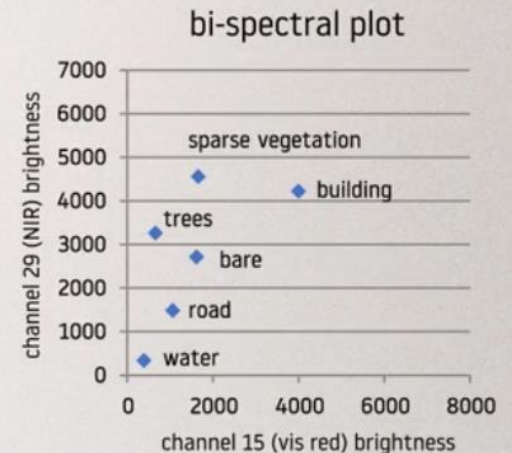 bi-spectral plot
channel 29 (NIR) brightness
7000
6000
5000
4000
3000
2000
1000
0
sparse vegetation
building
trees
bare
road
water
0 2000 4000 6000 8000
channel 15 (vis red) brightness